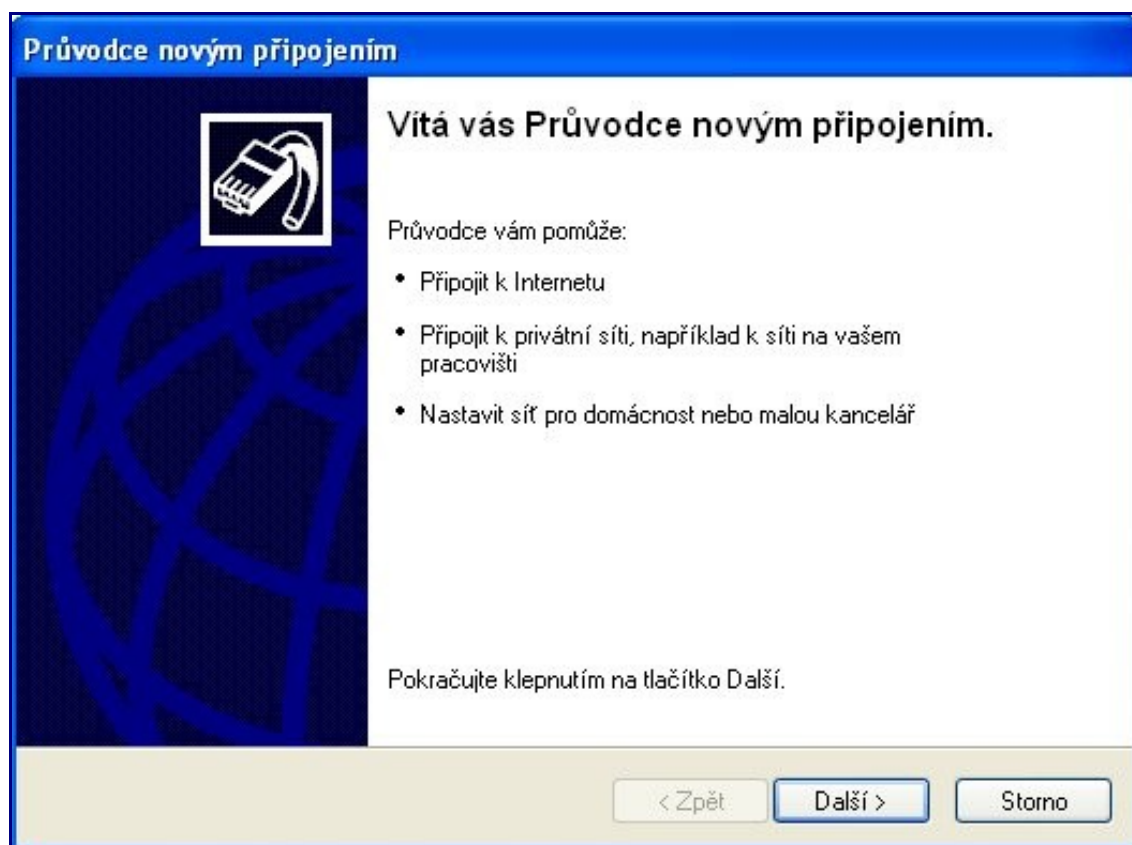 Průvodce novým připojením
Vítá vás Průvodce novým připojením.
Průvodce vám pomůže:
• Připojit k Internetu
• Připojit k privátní síti, například k síti na vašem
pracovišti
• Nastavit síť pro domácnost nebo malou kancelář
Pokračujte klepnutím na tlačítko Další.
< Zpět
Další >
Storno